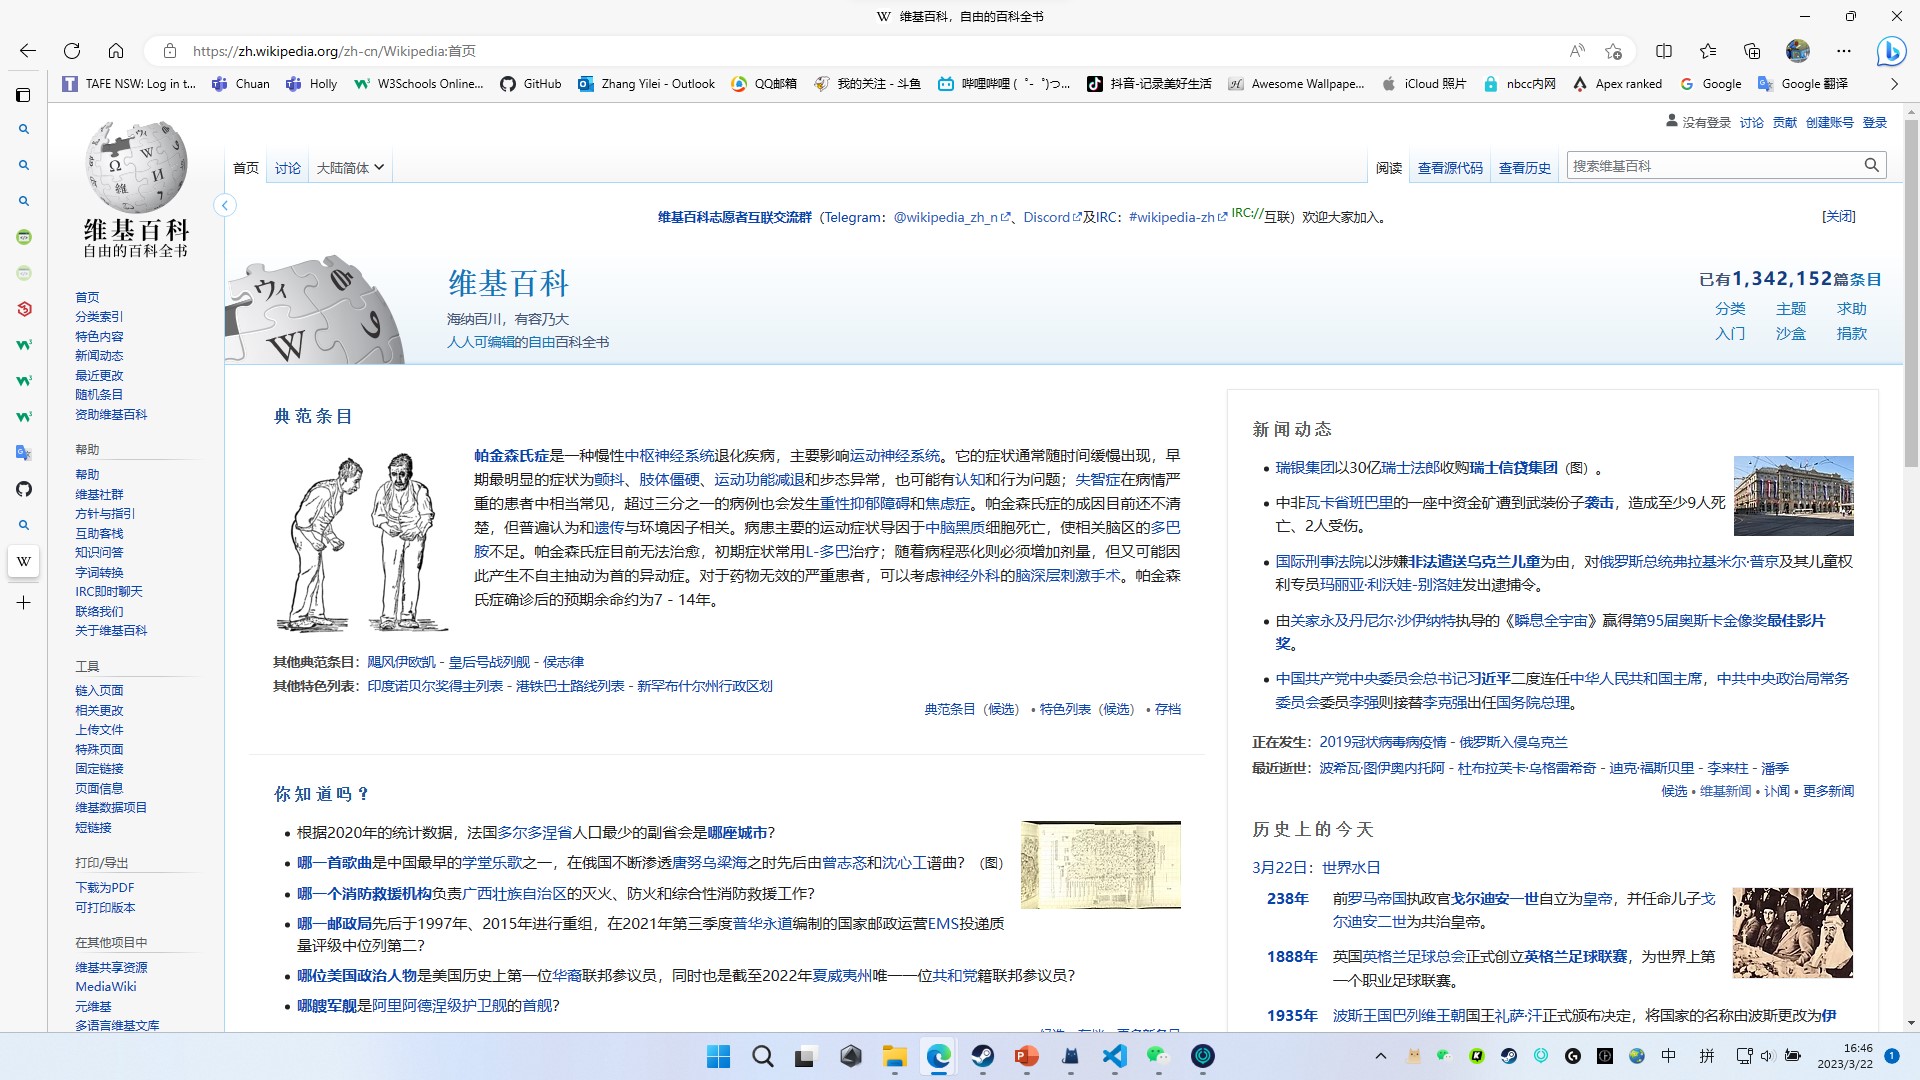 维基百科，自由的百科全书
https://zh.wikipedia.org/zh-cn/Wikipedia:首页
TAFE NSW: Log in t... Chuan Holly W3Schools Online... GitHub Zhang Yilei - Outlook QQ邮箱 我的关注 - 斗鱼 哔哩哔哩 ( ゜- ゜)つ... 抖音-记录美好生活 Awesome Wallpape... iCloud 照片 nbcc内网 Apex ranked Google Google 翻译
没有登录 讨论 贡献 创建账号 登录
首页 讨论 大陆简体 阅读 查看源代码 查看历史 搜索维基百科
维基百科
自由的百科全书
首页
分类索引
特色内容
新闻动态
最近更改
随机条目
资助维基百科
帮助
帮助
维基社群
方针与指引
互助客栈
知识问答
字词转换
IRC即时聊天
联络我们
关于维基百科
工具
链入页面
相关更改
上传文件
特殊页面
固定链接
页面信息
维基数据项目
短链接
打印/导出
下载为PDF
可打印版本
在其他项目中
维基共享资源
MediaWiki
元维基
多语言维基文库
维基百科志愿者互联交流群（Telegram：@wikipedia_zh_n、Discord及IRC：#wikipedia-zh IRC://互联）欢迎大家加入。 [关闭]
维基百科
海纳百川，有容乃大
人人可编辑的自由百科全书
已有1,342,152篇条目
分类 主题 求助
入门 沙盒 捐款
典范条目
帕金森氏症是一种慢性中枢神经系统退化疾病，主要影响运动神经系统。它的症状通常随时间缓慢出现，早
期最明显的症状为颤抖、肢体僵硬、运动功能减退和步态异常，也可能有认知和行为问题；失智症在病情严
重的患者中相当常见，超过三分之一的病例也会发生重性抑郁障碍和焦虑症。帕金森氏症的成因目前还不清
楚，但普遍认为和遗传与环境因子相关。病患主要的运动症状导因于中脑黑质细胞死亡，使相关脑区的多巴
胺不足。帕金森氏症目前无法治愈，初期症状常用L-多巴治疗；随着病程恶化则必须增加剂量，但又可能因
此产生不自主抽动为首的异动症。对于药物无效的严重患者，可以考虑神经外科的脑深层刺激手术。帕金森
氏症确诊后的预期余命约为7 - 14年。
其他典范条目：飓风伊欧凯 - 皇后号战列舰 - 侯志律
其他特色列表：印度诺贝尔奖得主列表 - 港铁巴士路线列表 - 新罕布什尔州行政区划
典范条目（候选） • 特色列表（候选） • 存档
你知道吗？
根据2020年的统计数据，法国多尔多涅省人口最少的副省会是哪座城市？
哪一首歌曲是中国最早的学堂乐歌之一，在俄国不断渗透唐努乌梁海之时先后由曾志忞和沈心工谱曲？（图）
哪一个消防救援机构负责广西壮族自治区的灭火、防火和综合性消防救援工作？
哪一邮政局先后于1997年、2015年进行重组，在2021年第三季度普华永道编制的国家邮政运营EMS投递质
量评级中位列第二？
哪位美国政治人物是美国历史上第一位华裔联邦参议员，同时也是截至2022年夏威夷州唯一一位共和党籍联邦参议员？
哪艘军舰是阿里阿德涅级护卫舰的首舰？
新闻动态
瑞银集团以30亿瑞士法郎收购瑞士信贷集团（图）。
中非瓦卡省班巴里的一座中资金矿遭到武装份子袭击，造成至少9人死
亡、2人受伤。
国际刑事法院以涉嫌非法遣送乌克兰儿童为由，对俄罗斯总统弗拉基米尔·普京及其儿童权
利专员玛丽亚·利沃娃-别洛娃发出逮捕令。
由关家永及丹尼尔·沙伊纳特执导的《瞬息全宇宙》赢得第95届奥斯卡金像奖最佳影片
奖。
中国共产党中央委员会总书记习近平二度连任中华人民共和国主席，中共中央政治局常务
委员会委员李强则接替李克强出任国务院总理。
正在发生：2019冠状病毒病疫情 - 俄罗斯入侵乌克兰
最近逝世：波希瓦·图伊奥内托阿 - 杜布拉芙卡·乌格雷希奇 - 迪克·福斯贝里 - 李来柱 - 潘季
候选 • 维基新闻 • 讣闻 • 更多新闻
历史上的今天
3月22日：世界水日
238年 前罗马帝国执政官戈尔迪安一世自立为皇帝，并任命儿子戈
尔迪安二世为共治皇帝。
1888年 英国英格兰足球总会正式创立英格兰足球联赛，为世界上第
一个职业足球联赛。
1935年 波斯王国巴列维王朝国王礼萨·汗正式颁布决定，将国家的名称由波斯更改为伊
中 拼 16:46
2023/3/22 1